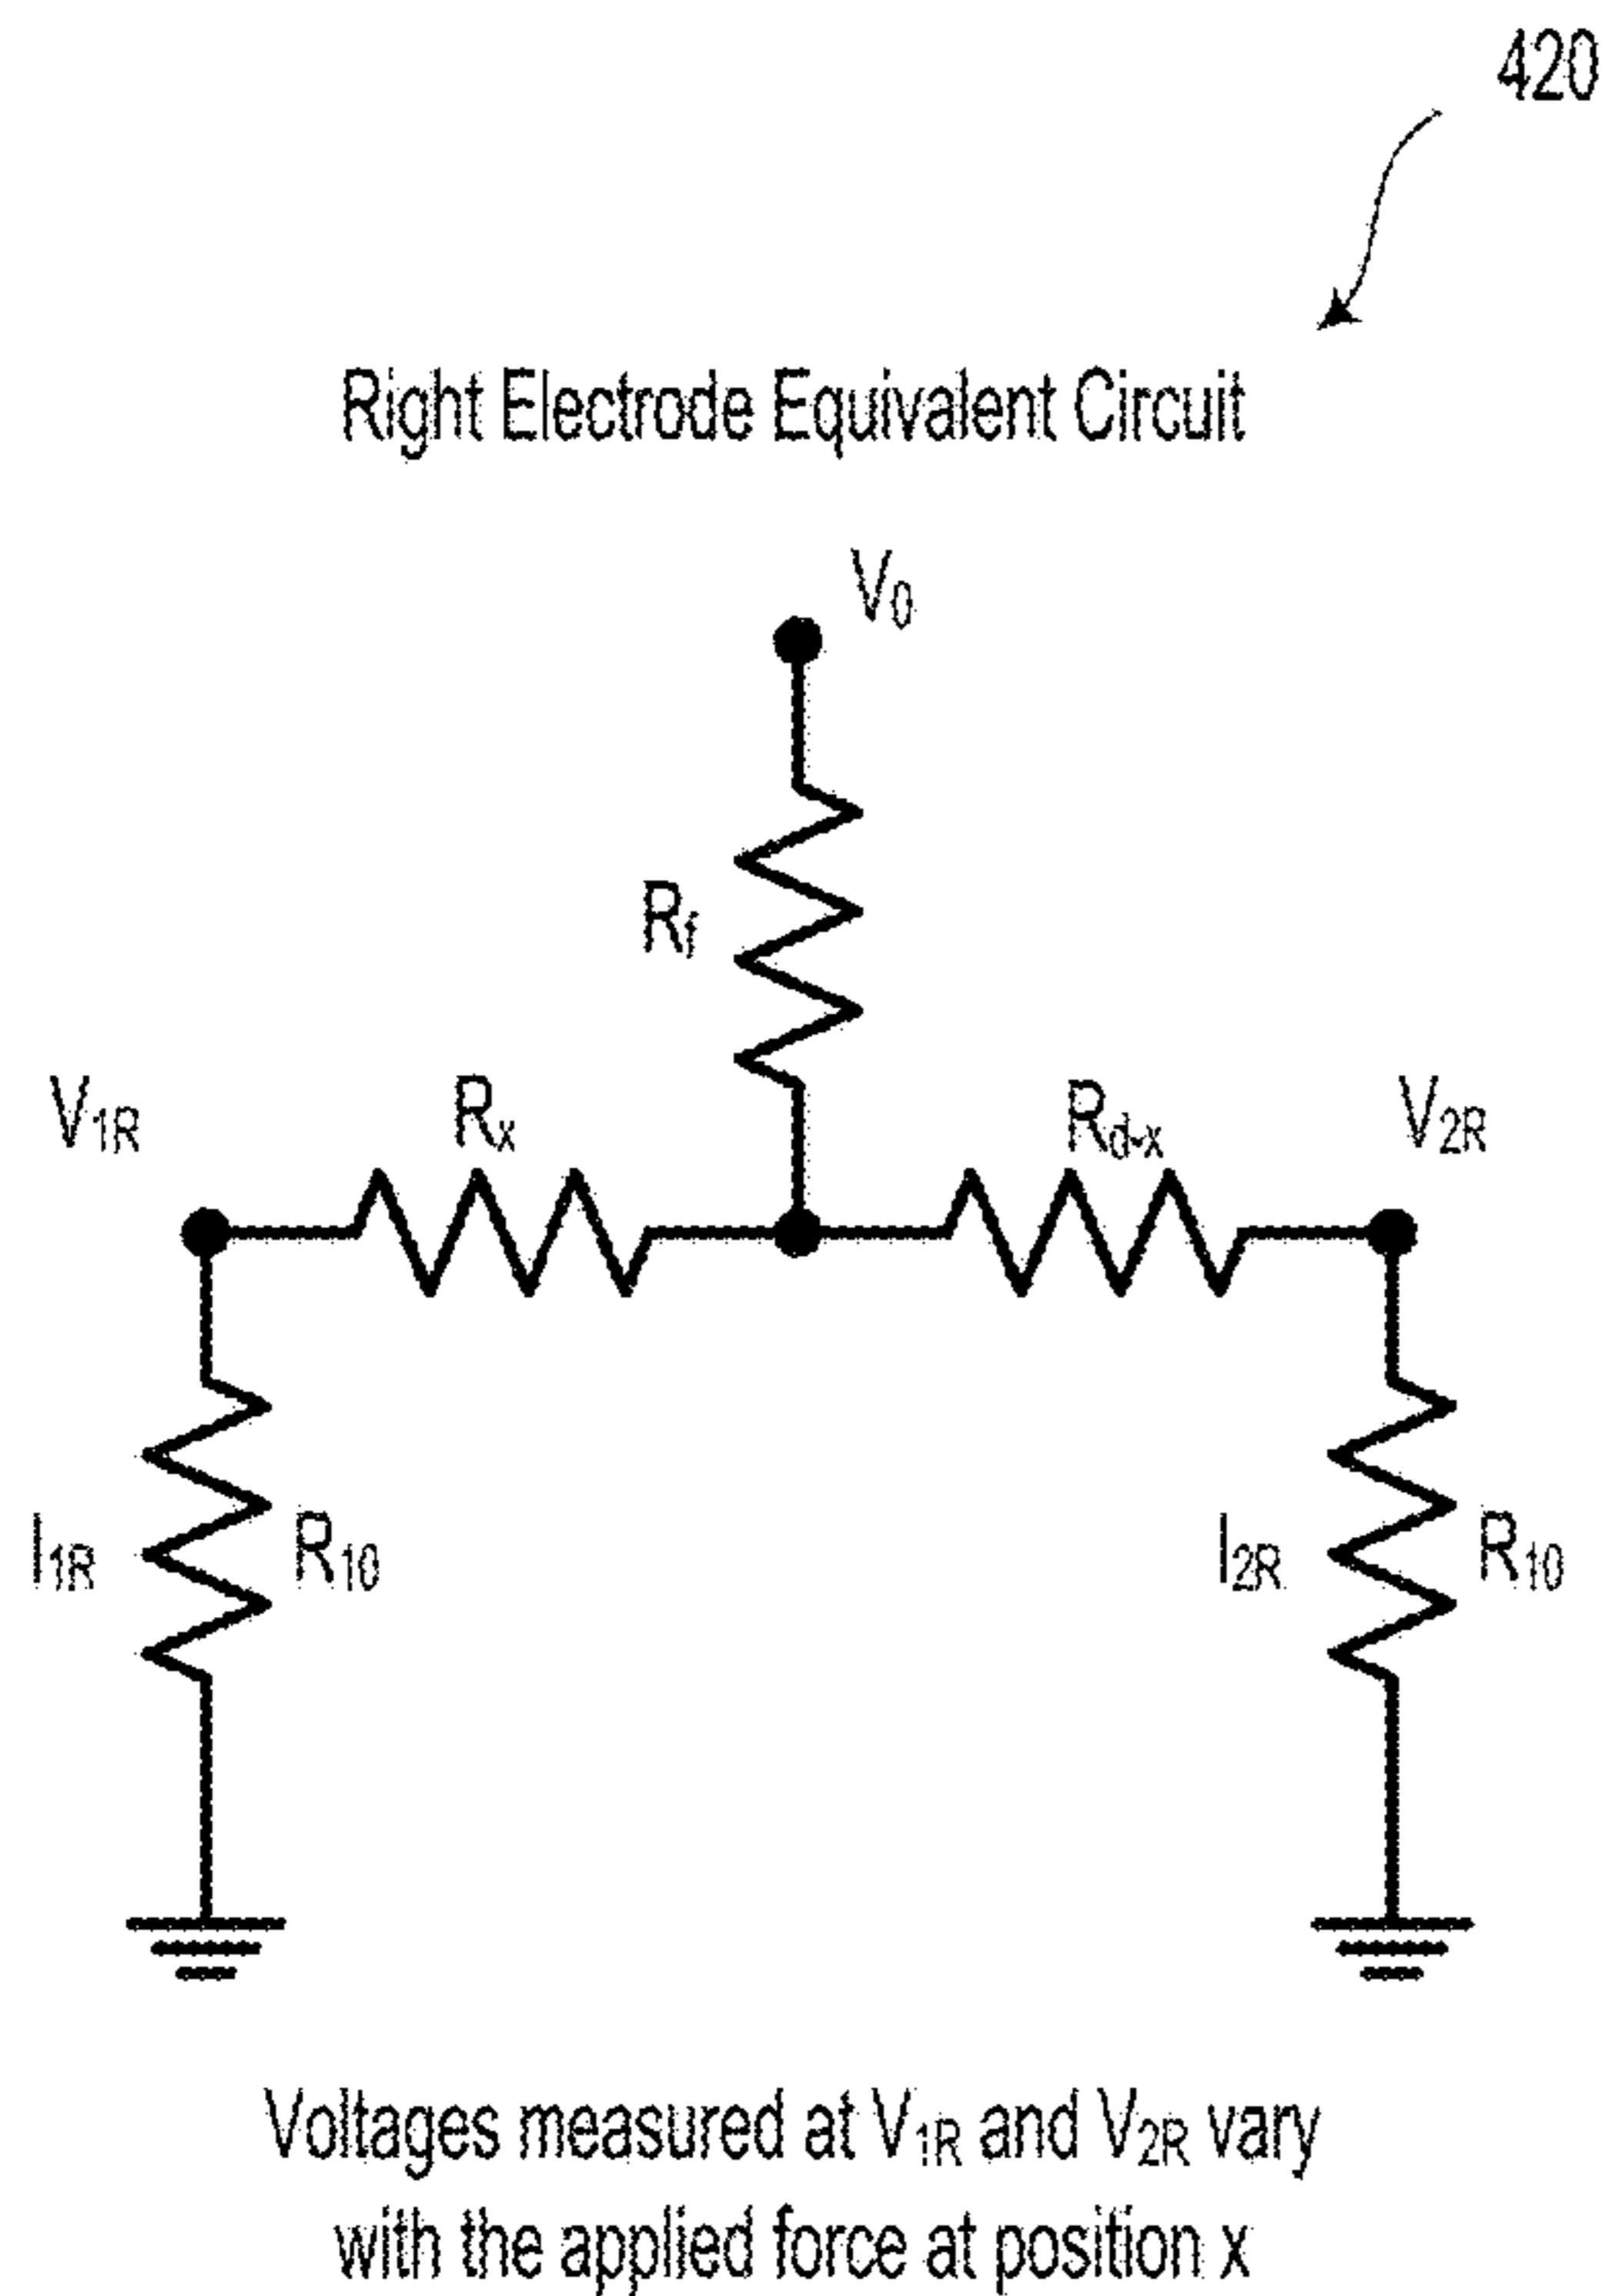 420
Right Electrode Equivalent Circuit
V₀
Rf
V₁R
Rₓ
Rd-x
V₂R
I₁R
R₁₀
I₂R
R₁₀
Voltages measured at V₁R and V₂R vary
with the applied force at position x